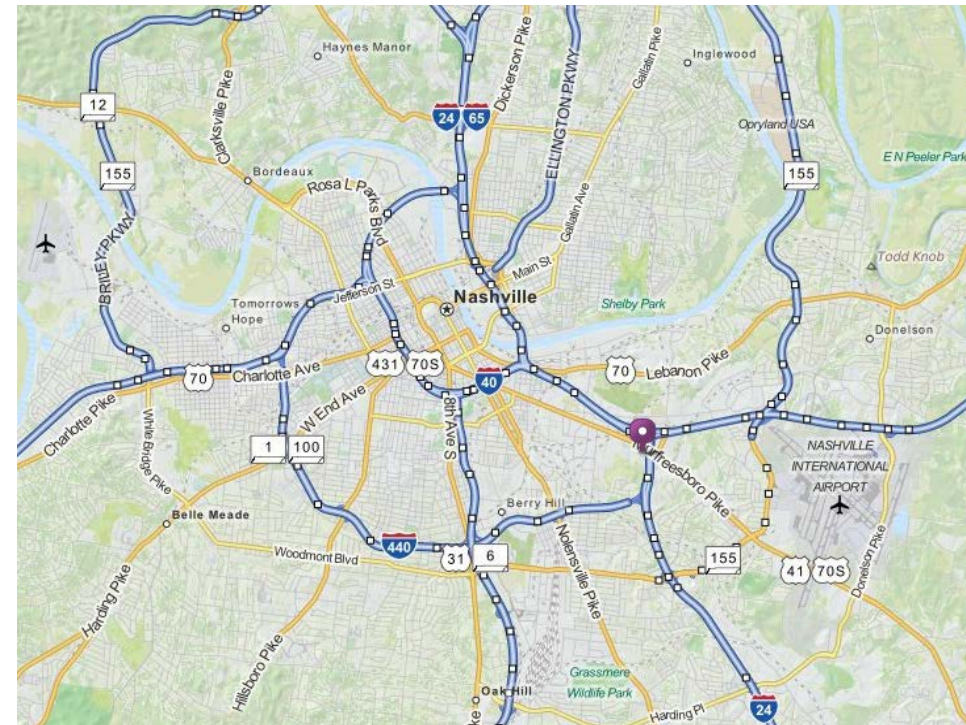 Haynes Manor
Clarksville Pike
12
155
24
65
Dickerson Pike
ELLINGTON PKWY
Gallatin Pike
Inglewood
Opryland USA
E N Peeler Park
155
Bordeaux
Rosa L Parks Blvd
Gallatin Ave
BRILEY PKWY
Main St
Todd Knob
Jefferson St
Nashville
Tomorrows
Hope
Shelby Park
Donelson
70
Charlotte Ave
431
70S
40
70
Lebanon Pike
Charlotte Pike
White Bridge Pike
W End Ave
8th Ave S
1
100
Murfreesboro Pike
NASHVILLE
INTERNATIONAL
AIRPORT
Belle Meade
Berry Hill
440
Woodmont Blvd
31
6
Nolensville Pike
155
41
70S
Donelson Pike
Harding Pike
Hillsboro Pike
Grassmere
Wildlife Park
Oak Hill
Harding Pl
24